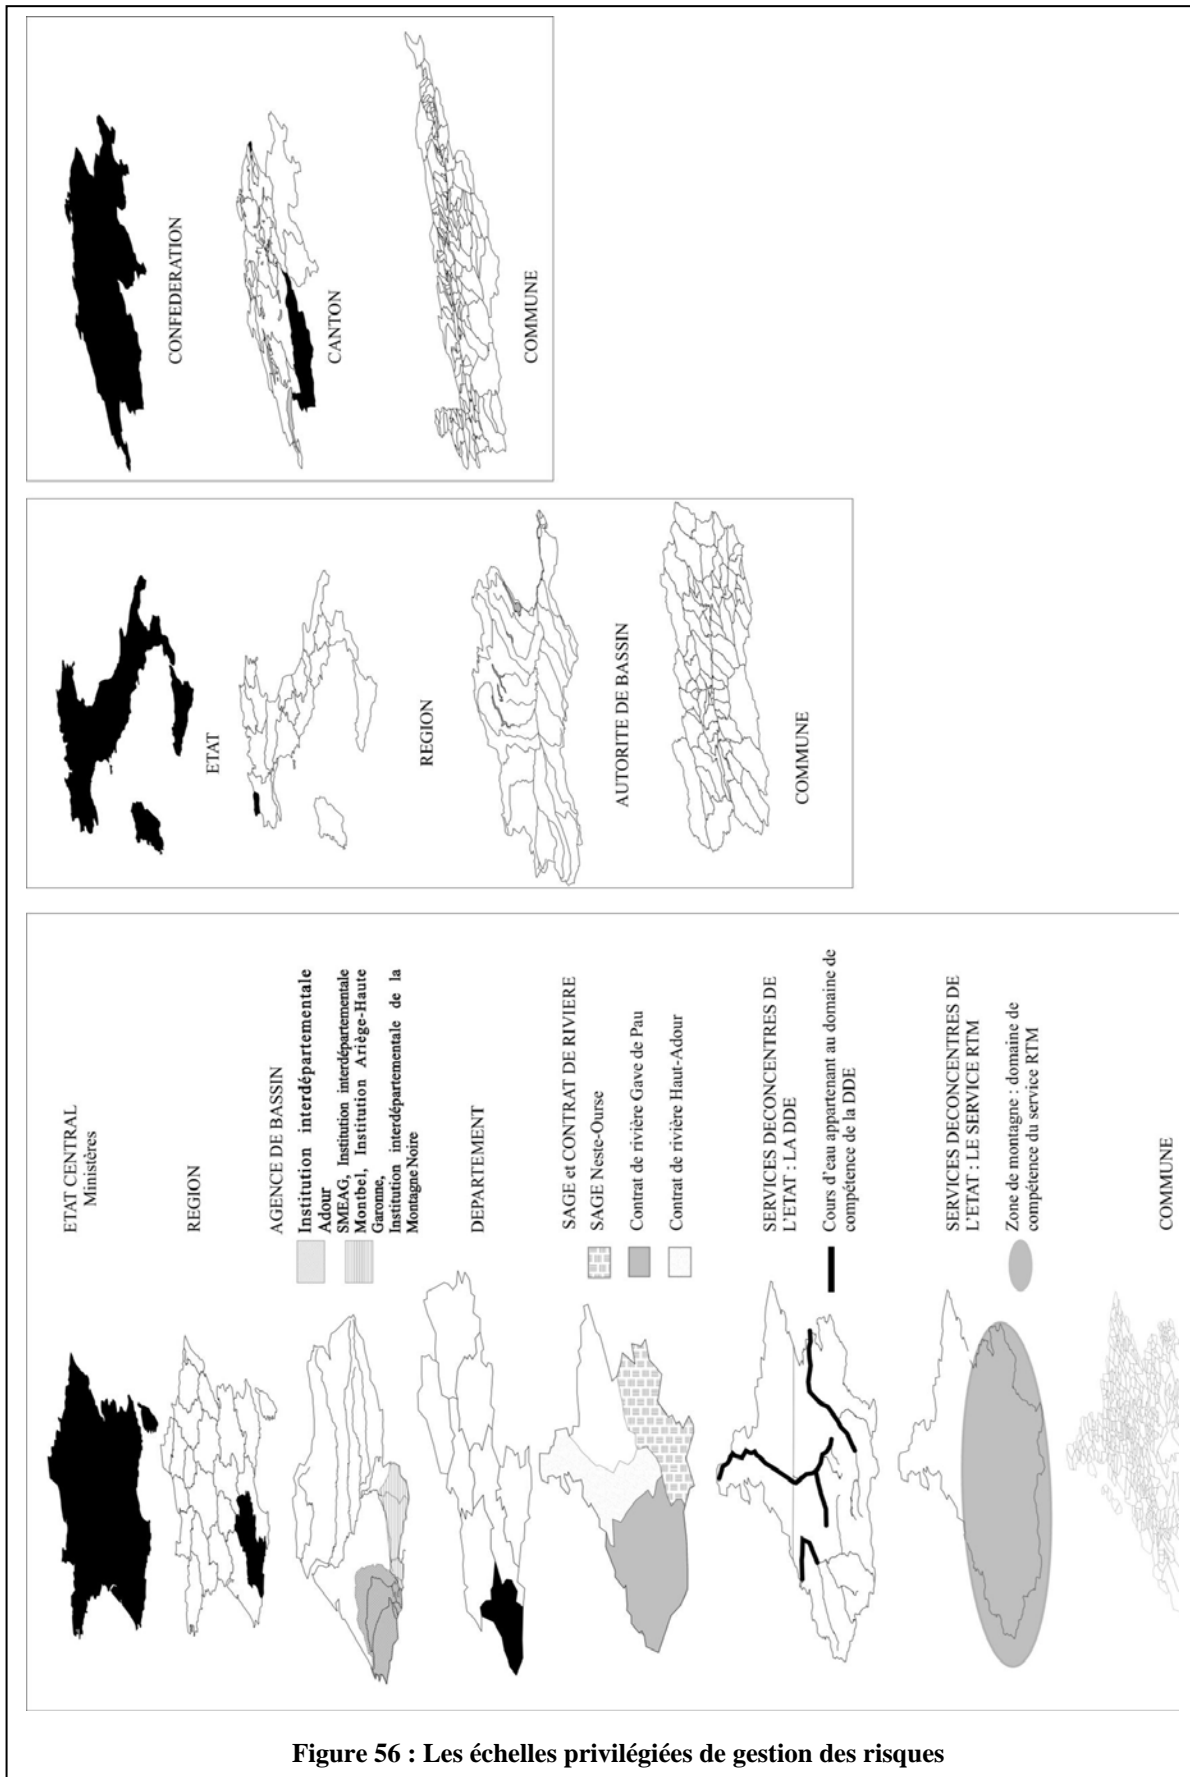 CONFEDERATION
CANTON
COMMUNE
ETAT
REGION
AUTORITE DE BASSIN
COMMUNE
ETAT CENTRAL
Ministères
REGION
AGENCE DE BASSIN
Institution interdépartementale
Adour
SMEAG, Institution interdépartementale
Montbel, Institution Ariège-Haute
Garonne,
Institution interdépartementale de la
Montagne Noire
DEPARTEMENT
SAGE et CONTRAT DE RIVIERE
SAGE Neste-Ourse
Contrat de rivière Gave de Pau
Contrat de rivière Haut-Adour
SERVICES DECONCENTRES DE
L'ETAT : LA DDE
Cours d'eau appartenant au domaine de
compétence de la DDE
SERVICES DECONCENTRES DE
L'ETAT : LE SERVICE RTM
Zone de montagne : domaine de
compétence du service RTM
COMMUNE
Figure 56 : Les échelles privilégiées de gestion des risques